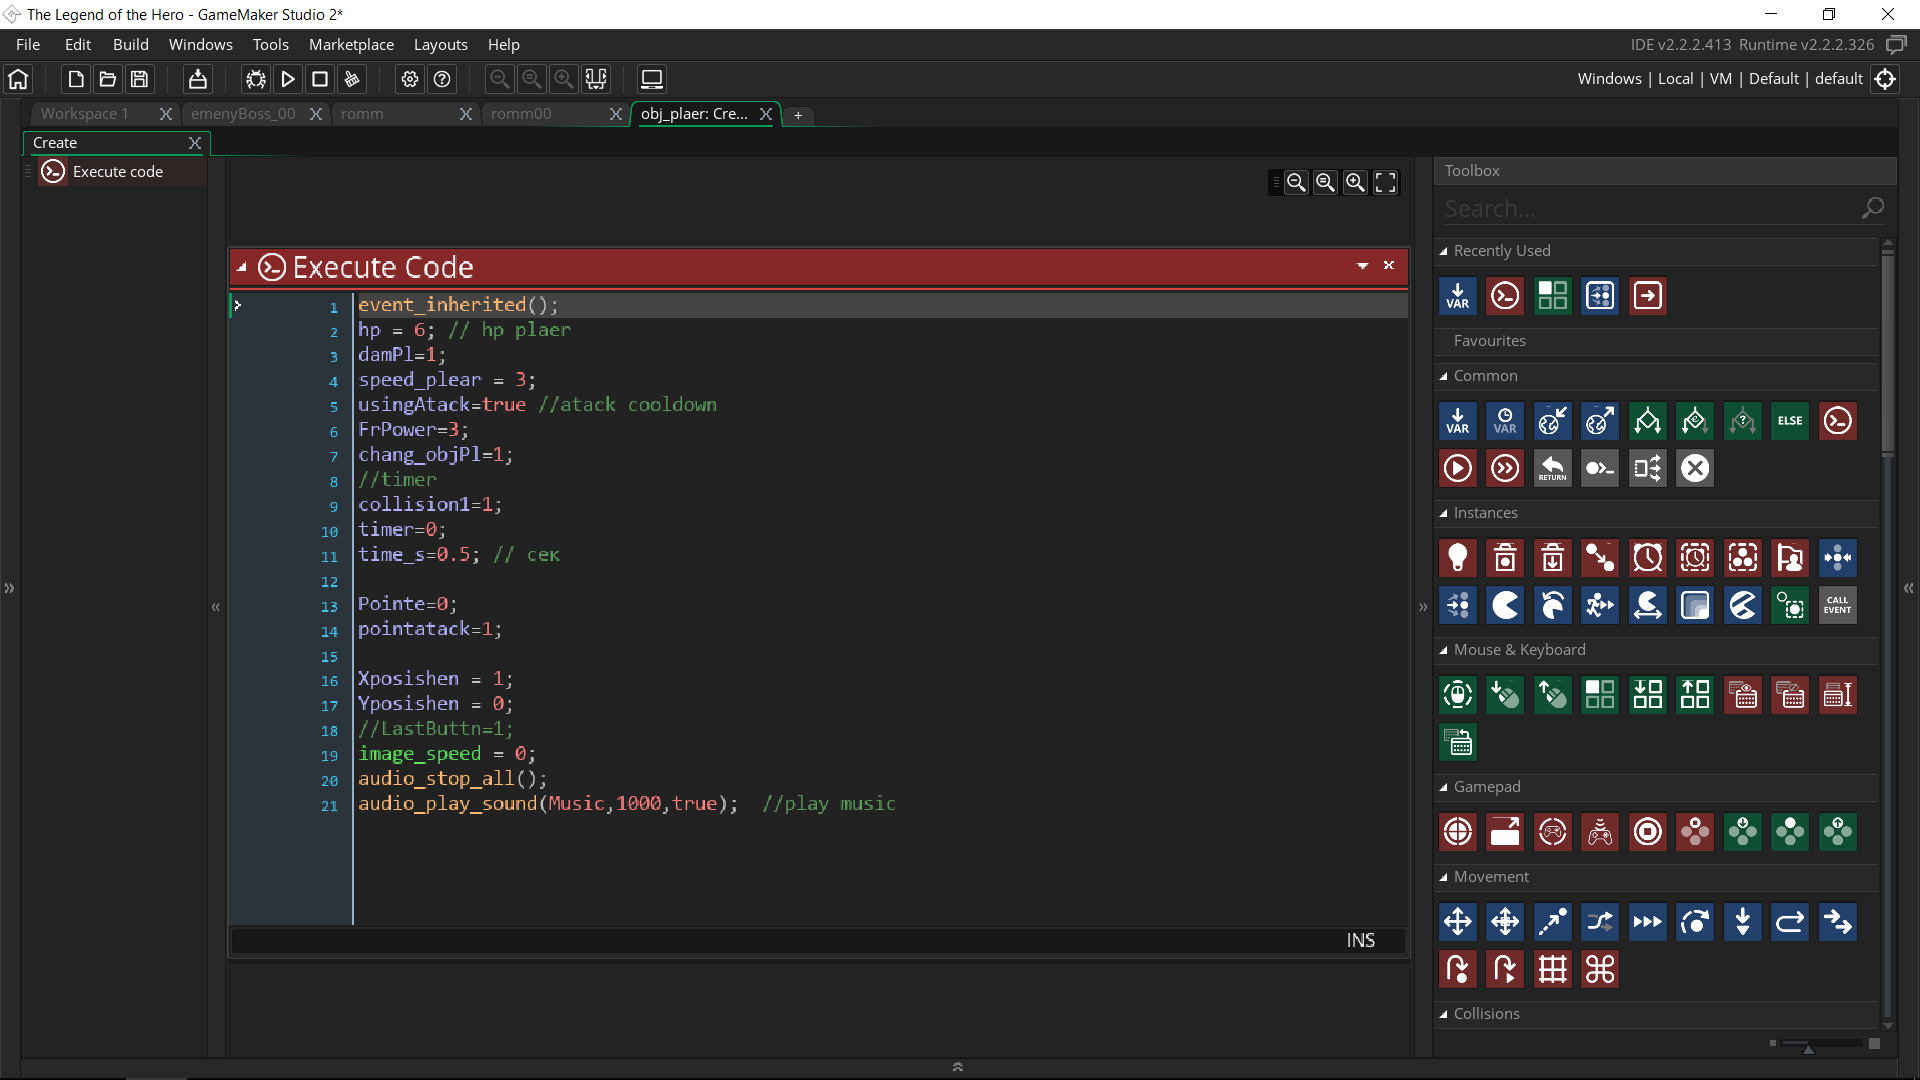 The Legend of the Hero - GameMaker Studio 2*
File Edit Build Windows Tools Marketplace Layouts Help
IDE v2.2.2.413 Runtime v2.2.2.326
Windows | Local | VM | Default | default
Workspace 1
emenyBoss_00
romm
romm00
obj_plaer: Cre...
Create
Execute code
Execute Code
1 event_inherited();
2 hp = 6; // hp plaer
3 damPl=1;
4 speed_plear = 3;
5 usingAtack=true //atack cooldown
6 FrPower=3;
7 chang_objPl=1;
8 //timer
9 collision1=1;
10 timer=0;
11 time_s=0.5; // сек
12
13 Pointe=0;
14 pointatack=1;
15
16 Xposishen = 1;
17 Yposishen = 0;
18 //LastButtn=1;
19 image_speed = 0;
20 audio_stop_all();
21 audio_play_sound(Music,1000,true);  //play music
INS
Toolbox
Search...
Recently Used
VAR
Favourites
Common
VAR VAR ELSE
RETURN
Instances
CALL EVENT
Mouse & Keyboard
Gamepad
Movement
Collisions